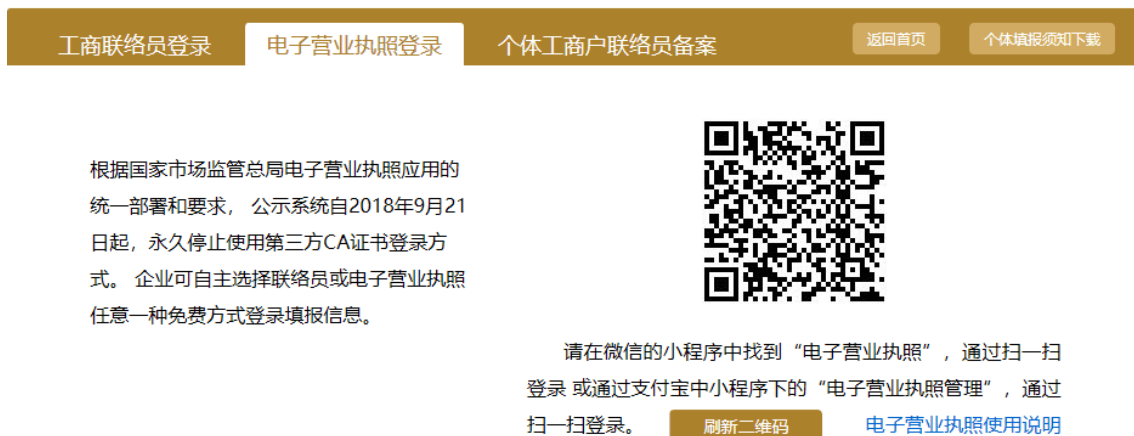 工商联络员登录 电子营业执照登录 个体工商户联络员备案 返回首页 个体填报须知下载
根据国家市场监管总局电子营业执照应用的
统一部署和要求， 公示系统自2018年9月21
日起，永久停止使用第三方CA证书登录方
式。 企业可自主选择联络员或电子营业执照
任意一种免费方式登录填报信息。
请在微信的小程序中找到“电子营业执照”，通过扫一扫
登录 或通过支付宝中小程序下的“电子营业执照管理”，通过
扫一扫登录。 刷新二维码 电子营业执照使用说明